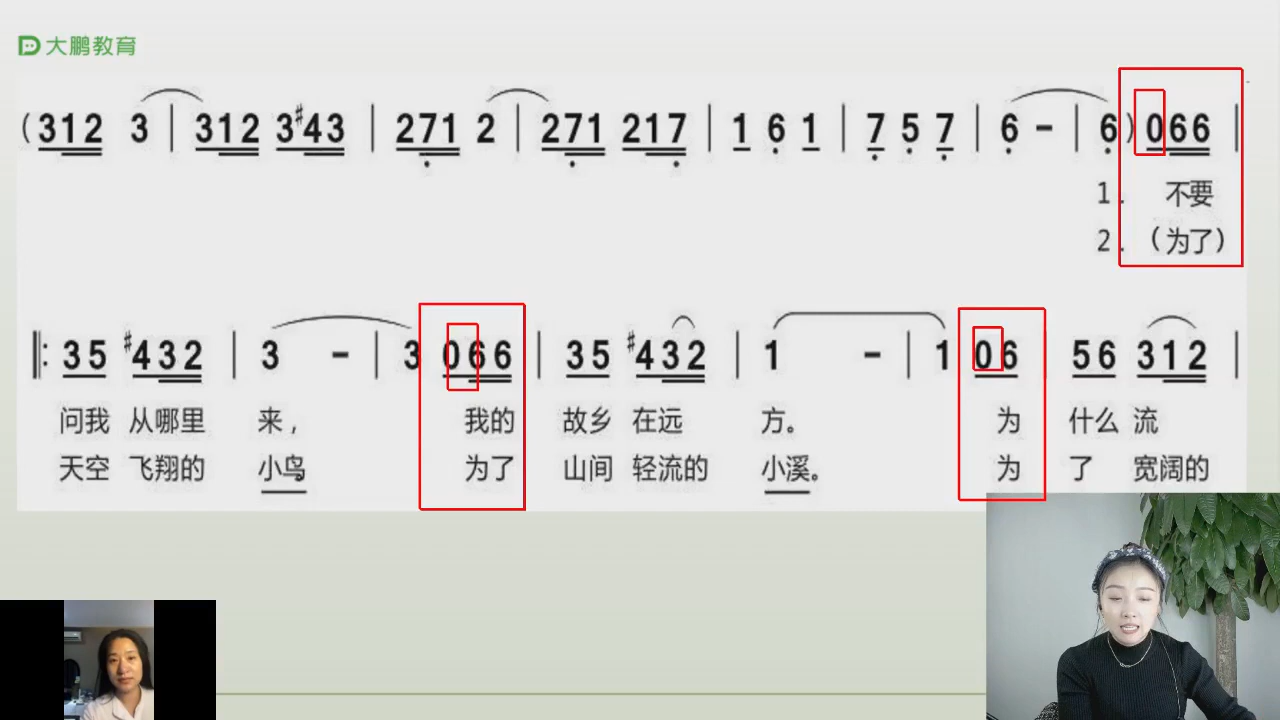 大鹏教育
(312 3 | 312 3#43 | 271 2 | 271 217 | 1 6 1 | 7 5 7 | 6 - | 6) 066 |
1. 不要
2. (为了)
‖: 35 #432 | 3 - | 3 066 | 35 #432 | 1 - | 1 06 | 56 312 |
问我 从哪里 来, 我的 故乡 在远 方。 为 什么 流
天空 飞翔的 小鸟 为了 山间 轻流的 小溪。 为 了 宽阔的